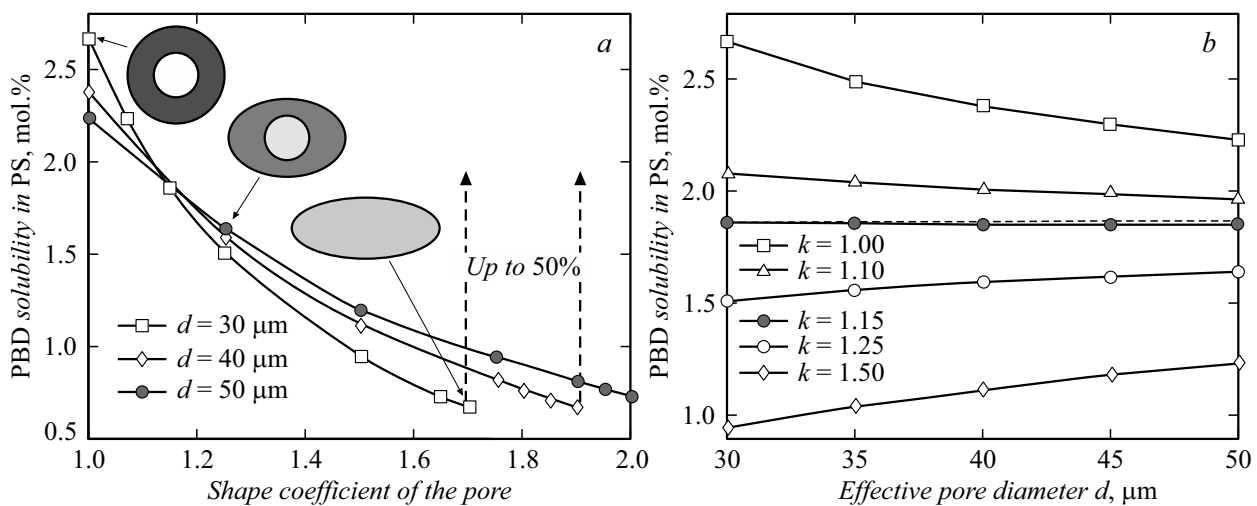 PBD solubility in PS, mol.%
2.5
2.0
1.5
1.0
0.5
a
Up to 50%
d = 30 μm
d = 40 μm
d = 50 μm
1.0 1.2 1.4 1.6 1.8 2.0
Shape coefficient of the pore
PBD solubility in PS, mol.%
2.5
2.0
1.5
1.0
b
k = 1.00
k = 1.10
k = 1.15
k = 1.25
k = 1.50
30 35 40 45 50
Effective pore diameter d, μm